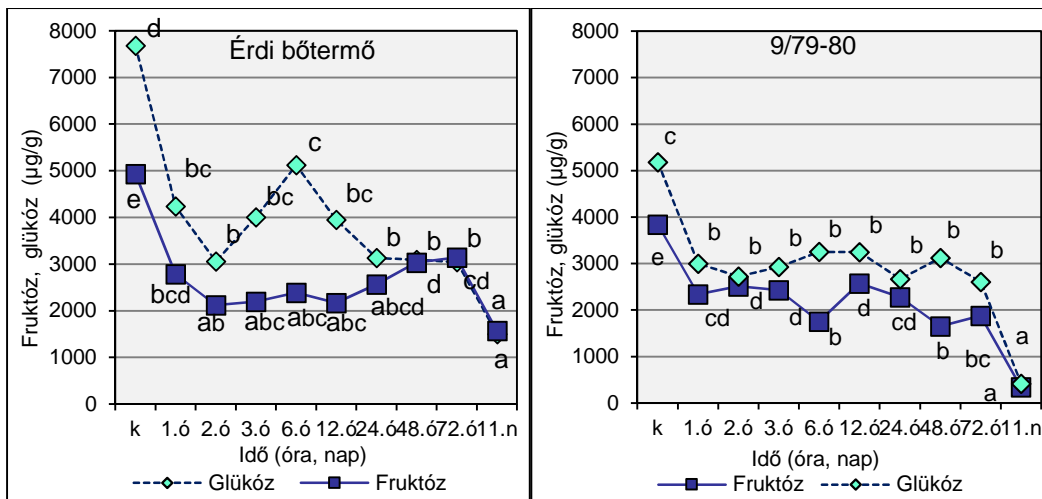 Érdi bőtermő
Fruktóz, glükóz (µg/g)
8000
7000
6000
5000
4000
3000
2000
1000
0
d
bc
b
bc
c
bc
b
b
b
a
e
bcd
ab
abc
abc
abc
abcd
d
cd
a
k 1.ó 2.ó 3.ó 6.ó 12.ó 24.ó 48.ó 72.ó 11.n
Idő (óra, nap)
Glükóz Fruktóz
9/79-80
Fruktóz, glükóz (µg/g)
8000
7000
6000
5000
4000
3000
2000
1000
0
c
b
b
b
b
b
b
b
b
a
e
cd
d
d
b
d
cd
b
bc
a
k 1.ó 2.ó 3.ó 6.ó 12.ó 24.ó 48.ó 72.ó 11.n
Idő (óra, nap)
Fruktóz Glükóz